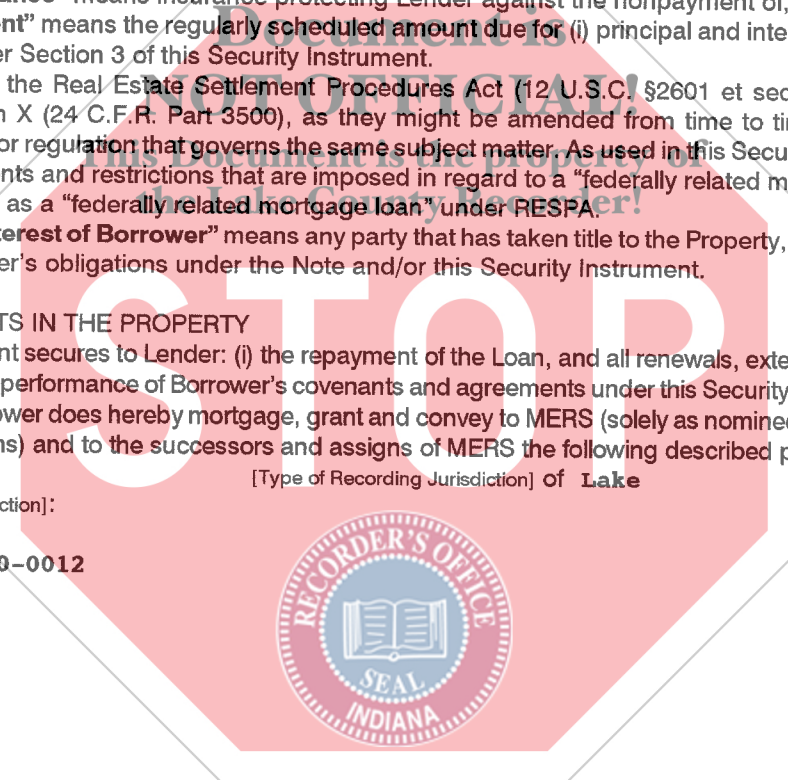 ance” means insurance protecting Lender against the nonpayment of,
Document is
ent” means the regularly scheduled amount due for (i) principal and inte
er Section 3 of this Security Instrument.
the Real Estate Settlement Procedures Act (12 U.S.C. §2601 et sec
NOT OFFICIAL!
n X (24 C.F.R. Part 3500), as they might be amended from time to ti
or regulation that governs the same subject matter. As used in this Secu
This Document is the property of
nts and restrictions that are imposed in regard to a “federally related m
as a “federally related mortgage loan” under RESPA.
the Lake County Recorder!
erest of Borrower” means any party that has taken title to the Property,
er’s obligations under the Note and/or this Security Instrument.
STOP
TS IN THE PROPERTY
nt secures to Lender: (i) the repayment of the Loan, and all renewals, exte
performance of Borrower’s covenants and agreements under this Security
ower does hereby mortgage, grant and convey to MERS (solely as nominee
ns) and to the successors and assigns of MERS the following described p
[Type of Recording Jurisdiction] of Lake
ction]:
0-0012
RECORDER'S OFFICE
SEAL
INDIANA